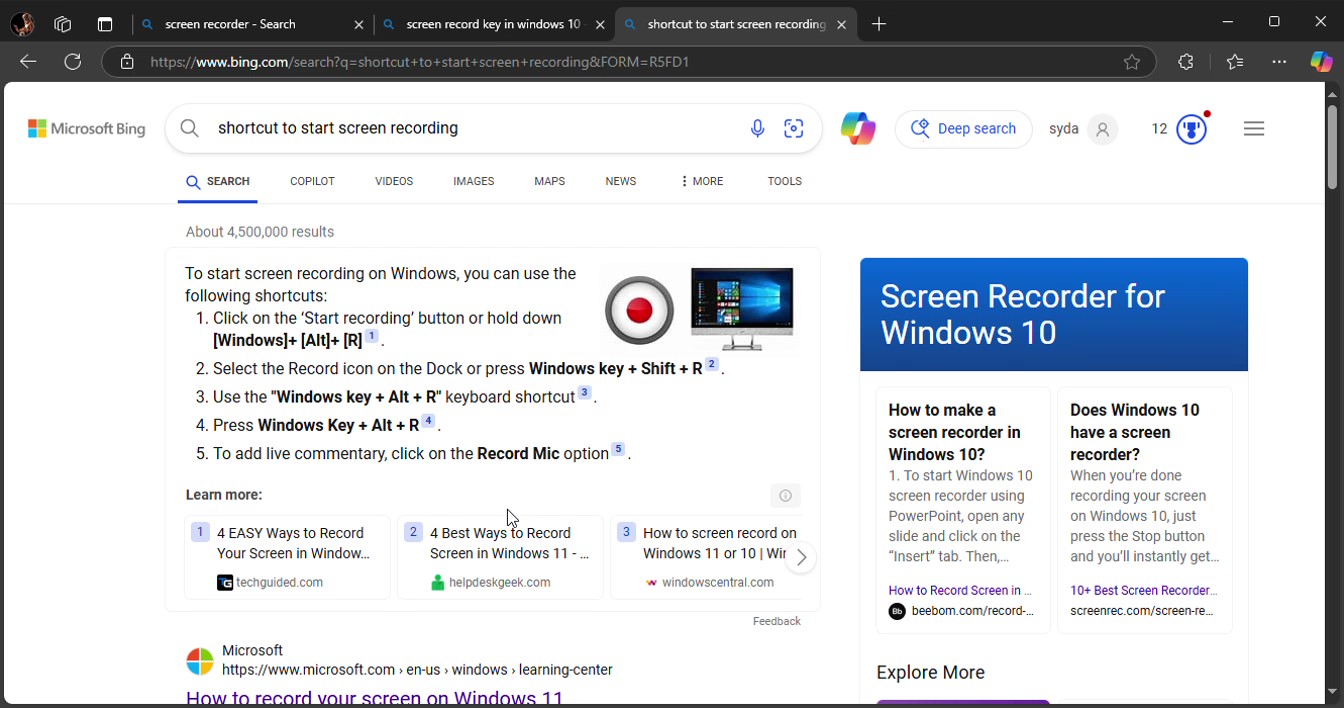 screen recorder - Search
screen record key in windows 10
shortcut to start screen recording
https://www.bing.com/search?q=shortcut+to+start+screen+recording&FORM=R5FD1
Microsoft Bing
shortcut to start screen recording
Deep search
syda
12
SEARCH
COPILOT
VIDEOS
IMAGES
MAPS
NEWS
MORE
TOOLS
About 4,500,000 results
To start screen recording on Windows, you can use the
following shortcuts:
1. Click on the ‘Start recording’ button or hold down
[Windows]+ [Alt]+ [R] 1 .
2. Select the Record icon on the Dock or press Windows key + Shift + R 2 .
3. Use the "Windows key + Alt + R" keyboard shortcut 3 .
4. Press Windows Key + Alt + R 4 .
5. To add live commentary, click on the Record Mic option 5 .
Learn more:
1 4 EASY Ways to Record
Your Screen in Window...
TG techguided.com
2 4 Best Ways to Record
Screen in Windows 11 - ...
helpdeskgeek.com
3 How to screen record on
Windows 11 or 10 | Wir
windowscentral.com
Feedback
Microsoft
https://www.microsoft.com › en-us › windows › learning-center
How to record your screen on Windows 11
Screen Recorder for
Windows 10
How to make a
screen recorder in
Windows 10?
1. To start Windows 10
screen recorder using
PowerPoint, open any
slide and click on the
“Insert” tab. Then,...
How to Record Screen in ...
Bb beebom.com/record-...
Does Windows 10
have a screen
recorder?
When you’re done
recording your screen
on Windows 10, just
press the Stop button
and you’ll instantly get...
10+ Best Screen Recorder...
screenrec.com/screen-re...
Explore More